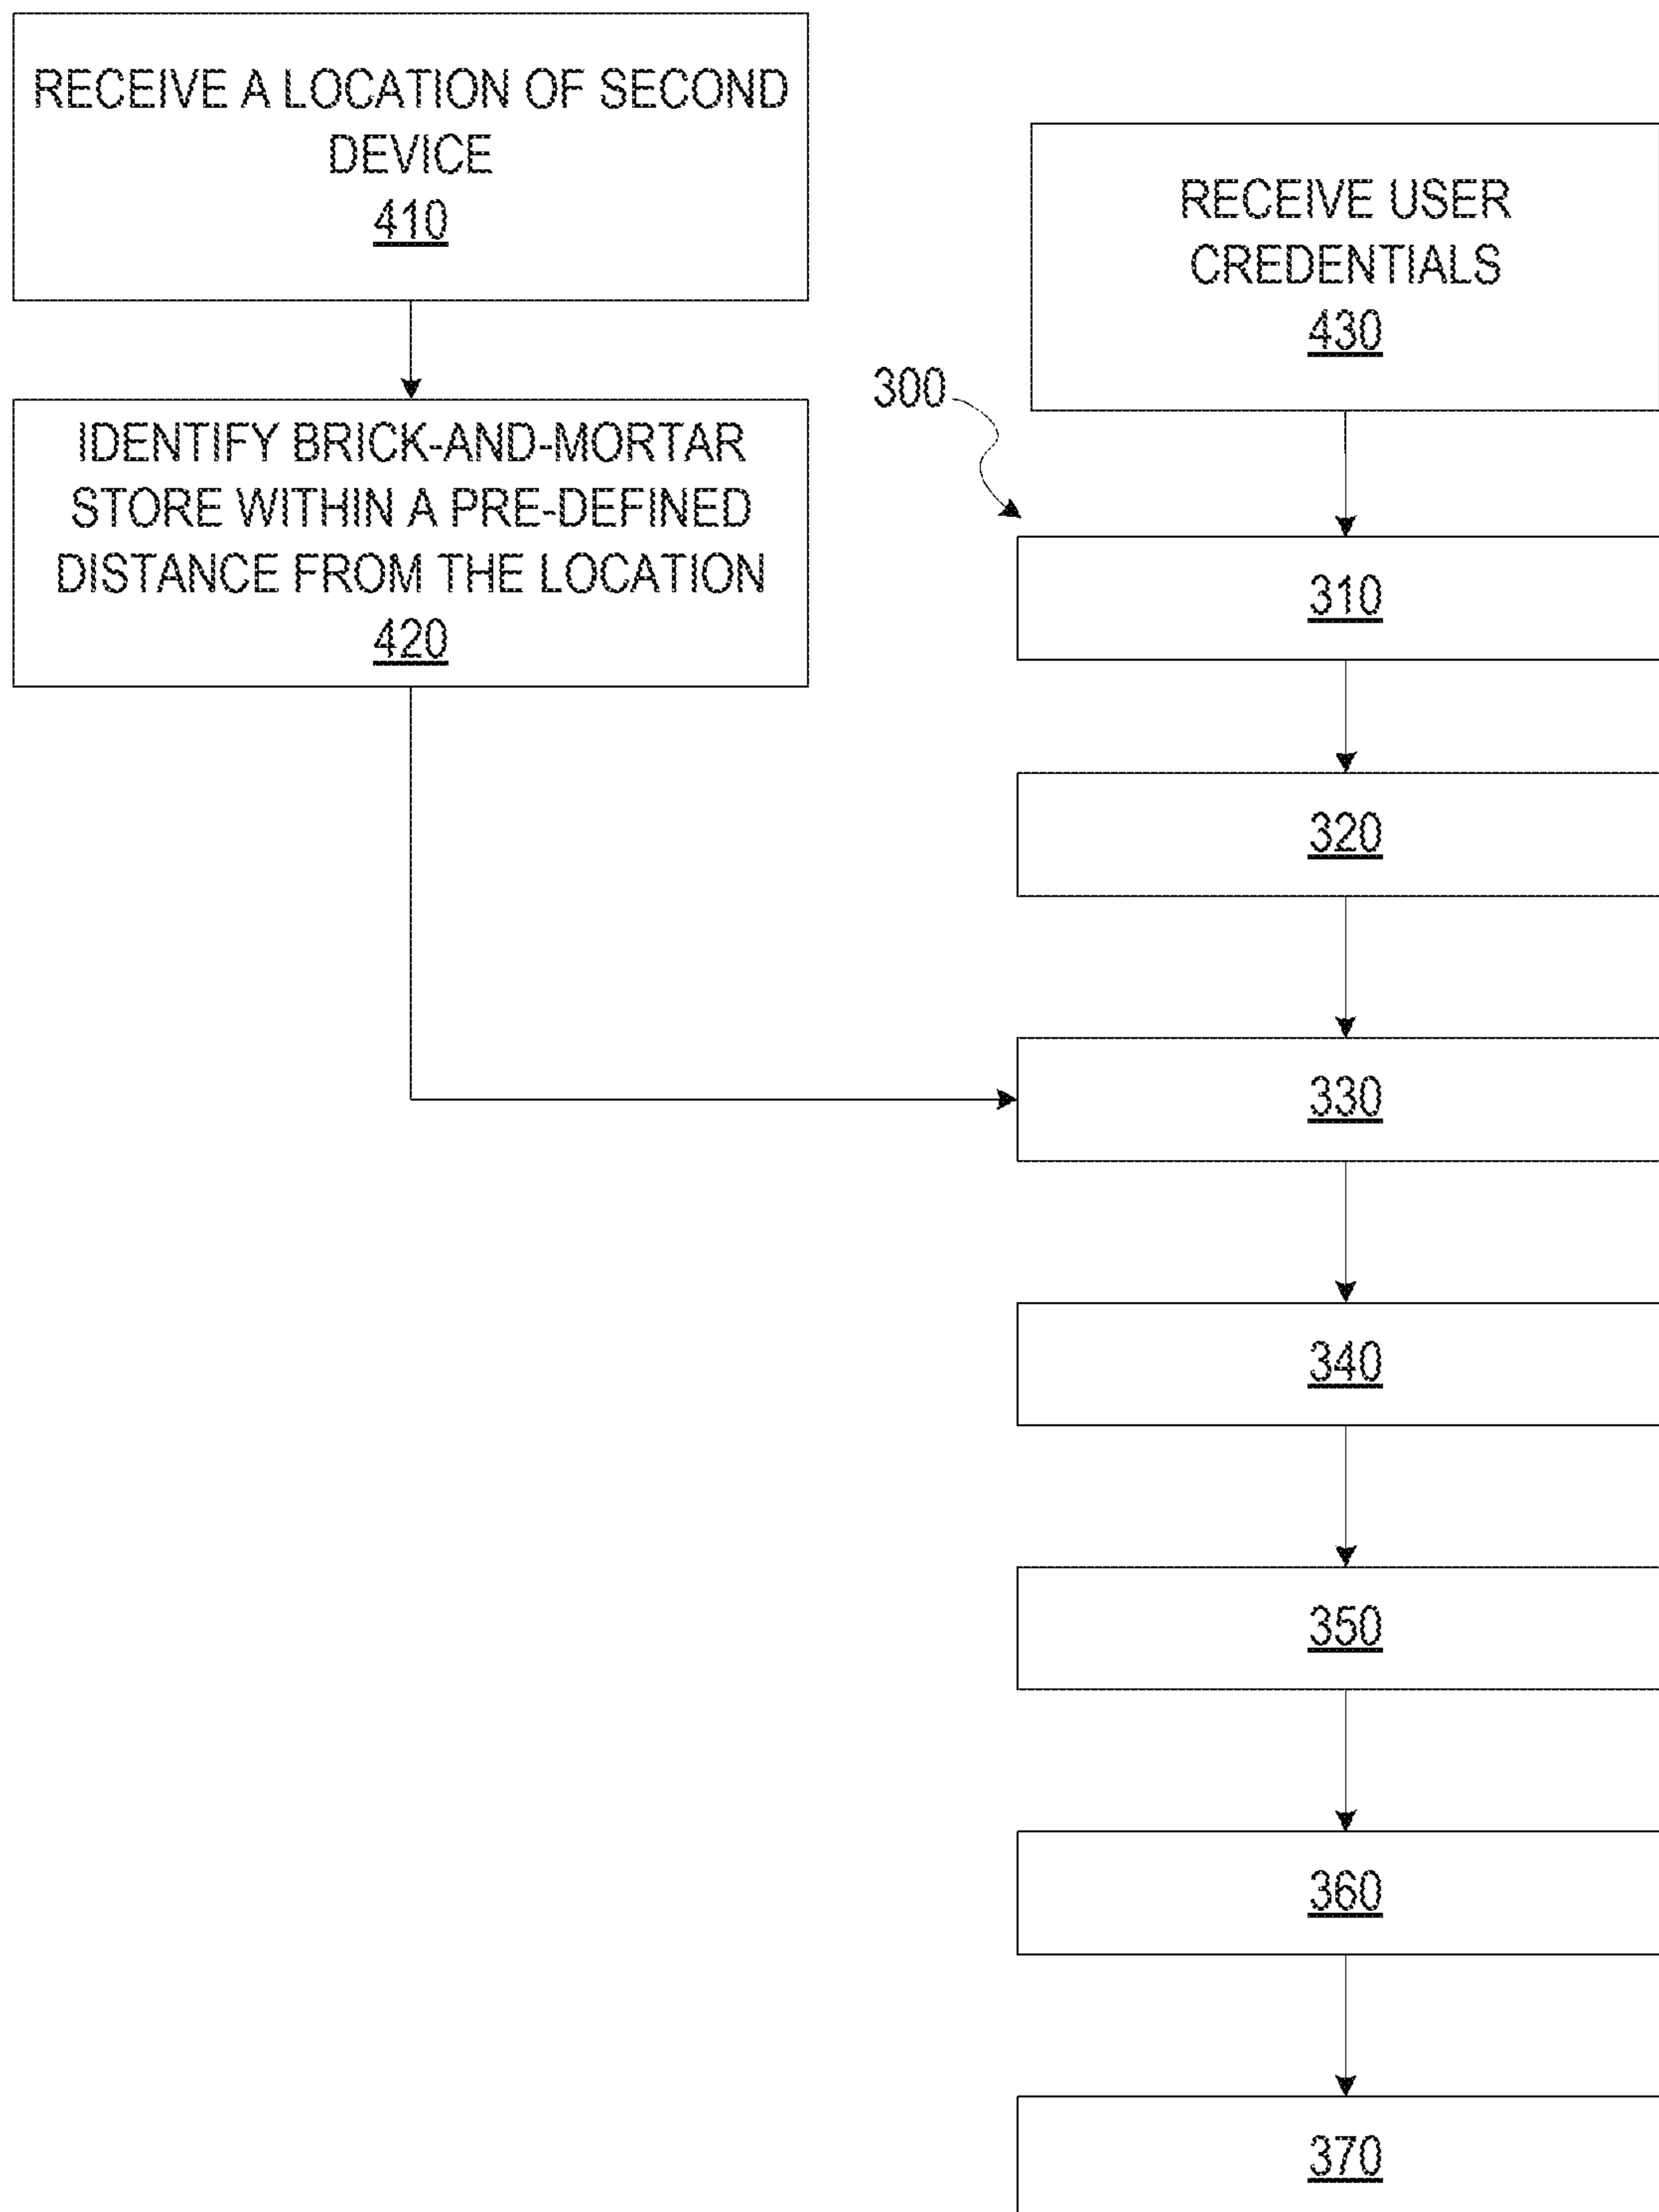 RECEIVE A LOCATION OF SECOND
DEVICE
410
IDENTIFY BRICK-AND-MORTAR
STORE WITHIN A PRE-DEFINED
DISTANCE FROM THE LOCATION
420
RECEIVE USER
CREDENTIALS
430
300
310
320
330
340
350
360
370